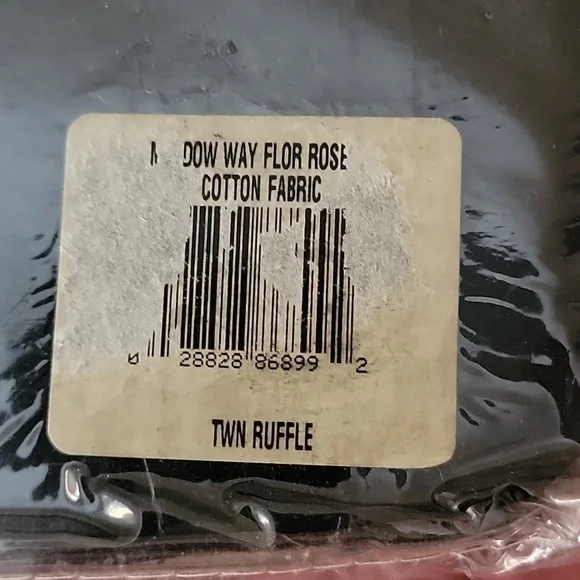 DOW WAY FLOR ROSE
COTTON FABRIC
0 28828 86899 2
TWN RUFFLE